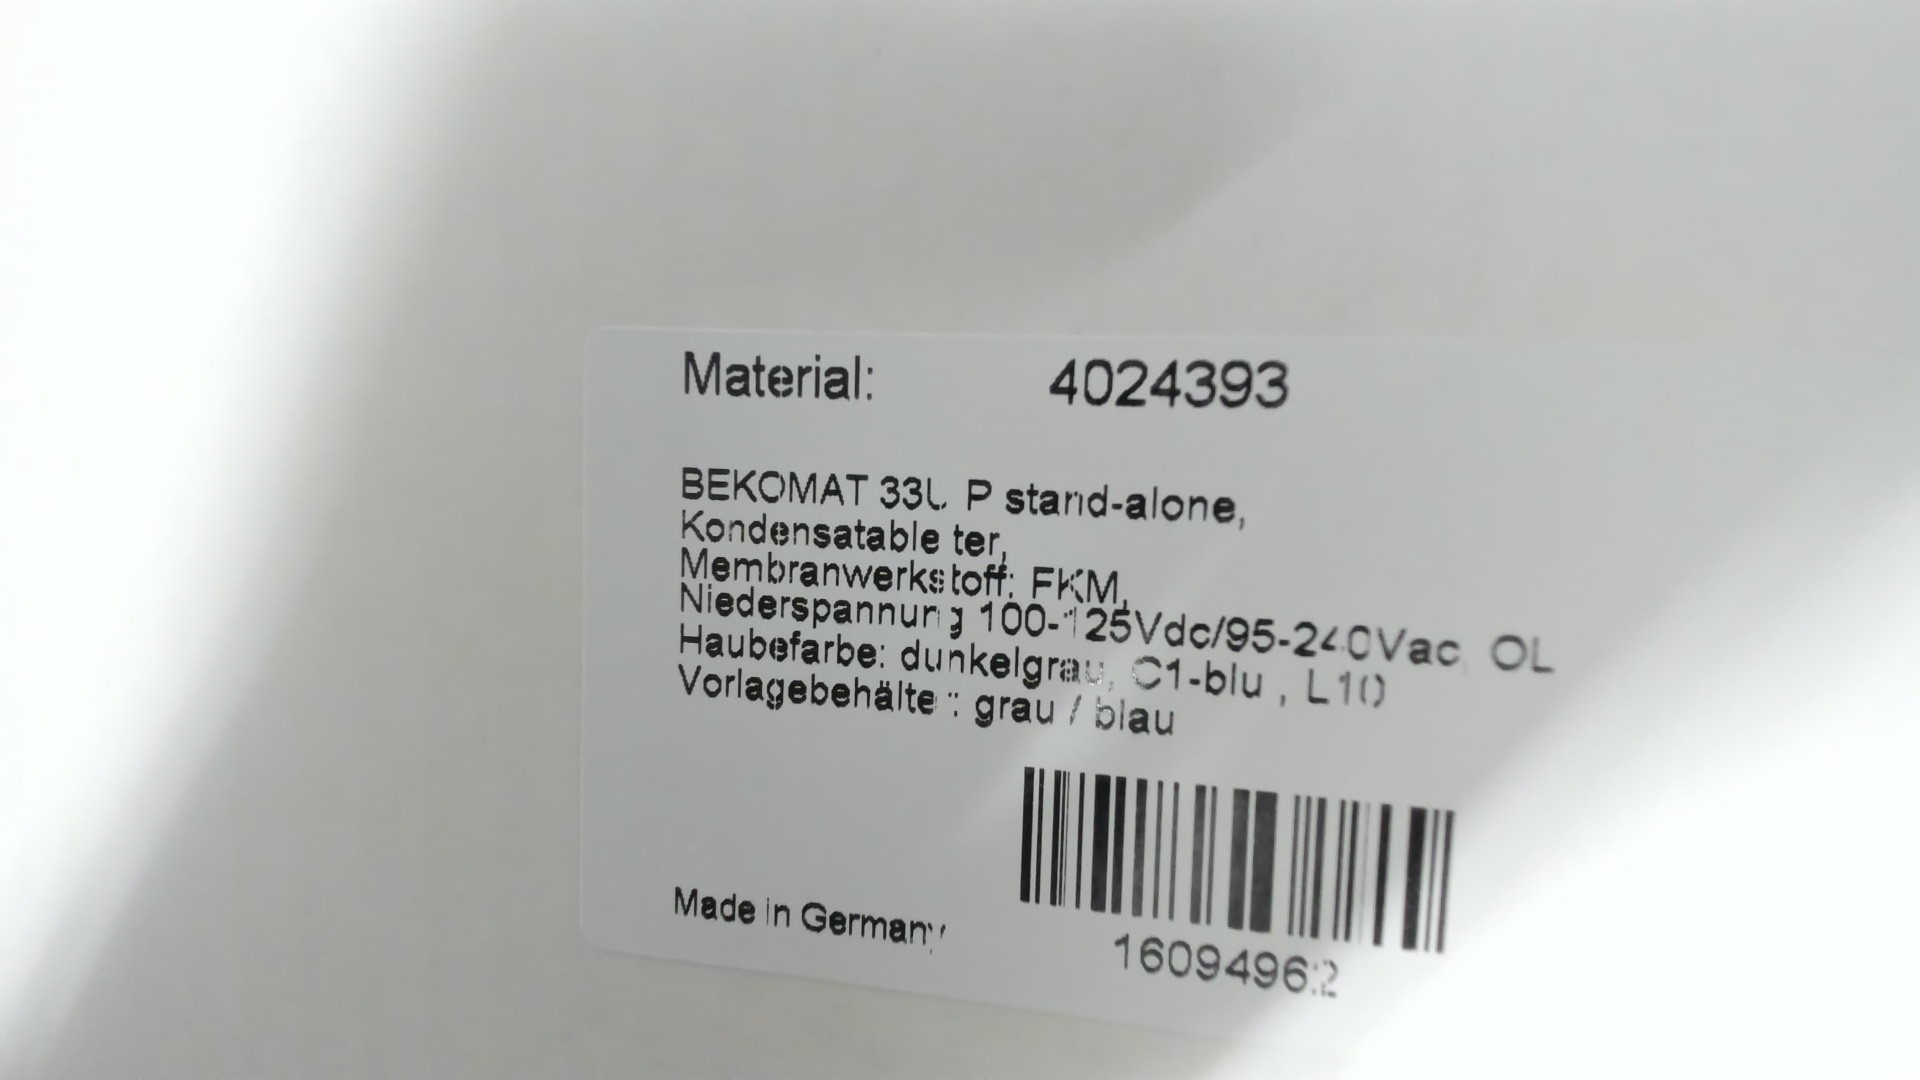 Material: 4024393
BEKOMAT 33U P stand-alone,
Kondensatableiter,
Membranwerkstoff: FKM,
Niederspannung 100-125Vdc/95-240Vac, OL
Haubefarbe: dunkelgrau, C1-blu, L10
Vorlagebehälter: grau / blau
Made in Germany
16094962